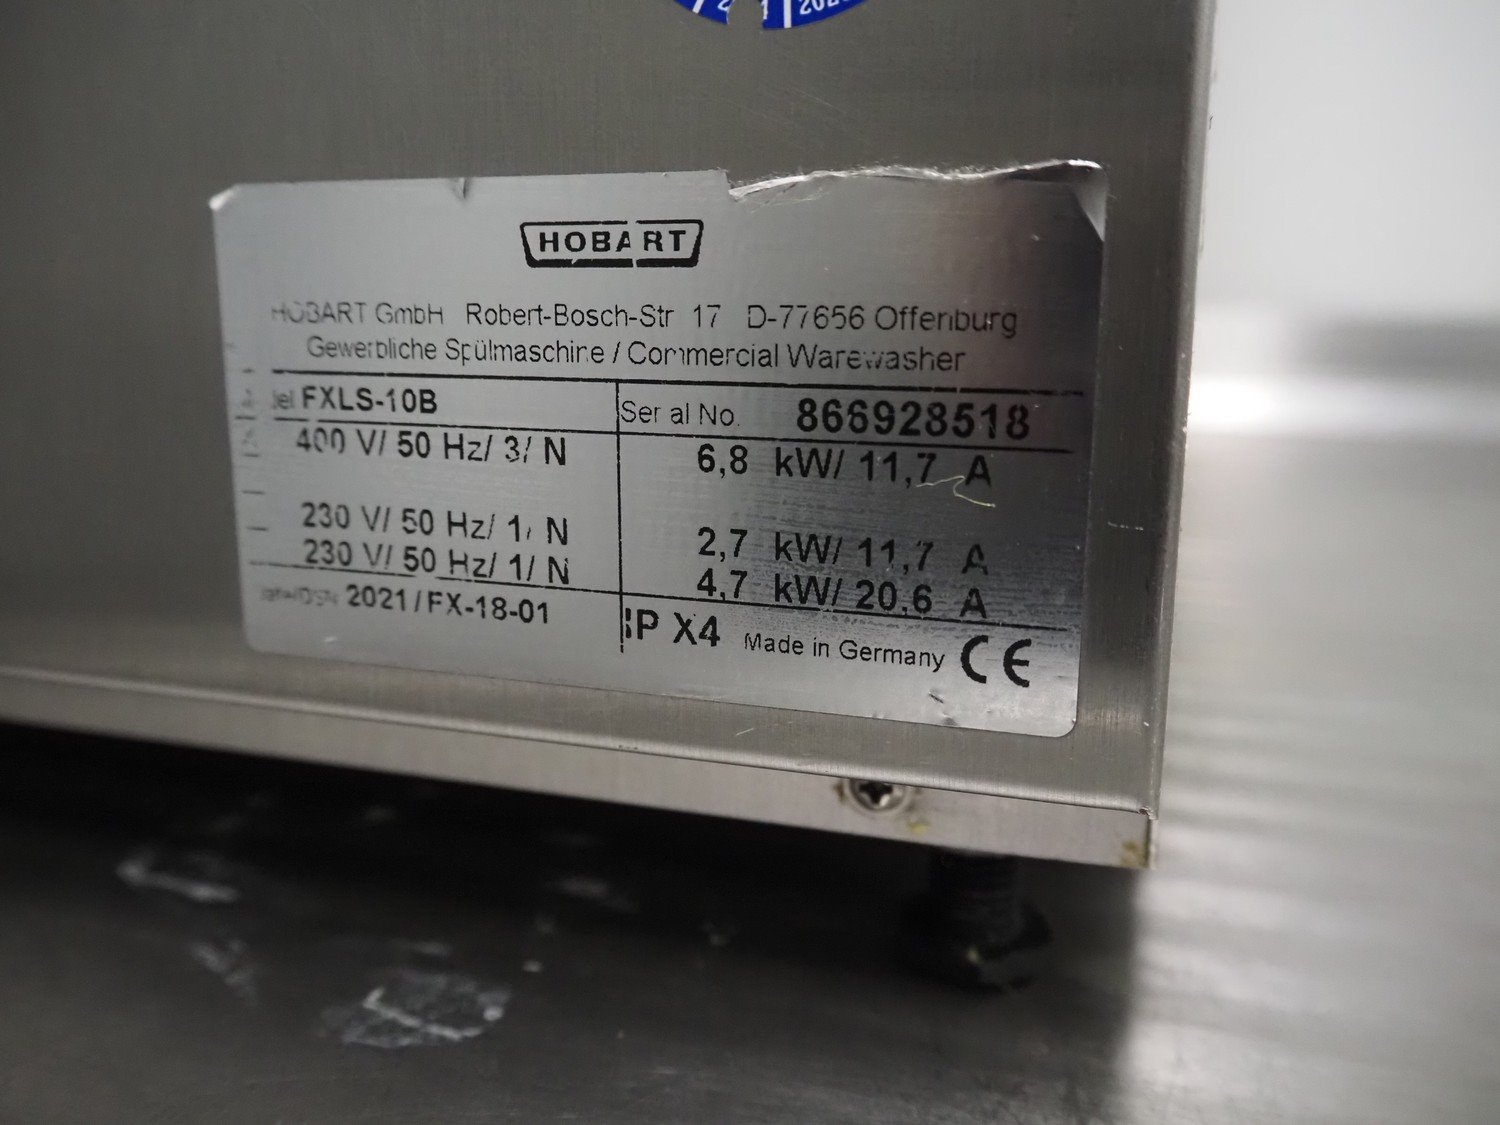 HOBART
HOBART GmbH Robert-Bosch-Str 17 D-77656 Offenburg
Gewerbliche Spülmaschine / Commercial Warewasher
FXLS-10B Serial No. 866928518
400 V/ 50 Hz/ 3/ N 6,8 kW/ 11,7 A
230 V/ 50 Hz/ 1/ N 2,7 kW/ 11,7 A
230 V/ 50 Hz/ 1/ N 4,7 kW/ 20,6 A
2021/FX-18-01 IP X4 Made in Germany CE